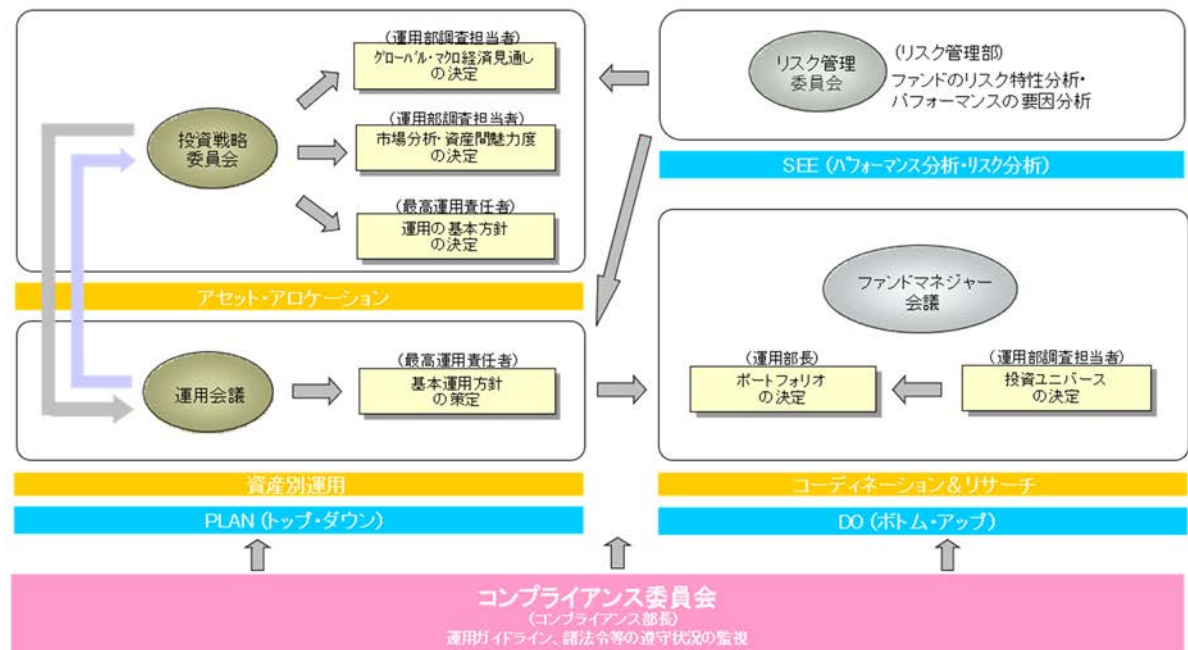 (運用部調査担当者)
グローバル・マクロ経済見通し
の決定
投資戦略
委員会
(運用部調査担当者)
市場分析・資産間魅力度
の決定
(最高運用責任者)
運用の基本方針
の決定
アセット・アロケーション
運用会議
(最高運用責任者)
基本運用方針
の策定
資産別運用
PLAN (トップ・ダウン)
リスク管理
委員会
(リスク管理部)
ファンドのリスク特性分析・
パフォーマンスの要因分析
SEE (パフォーマンス分析・リスク分析)
ファンドマネジャー
会議
(運用部長)
ポートフォリオ
の決定
(運用部調査担当者)
投資ユニバース
の決定
コーディネーション&リサーチ
DO (ボトム・アップ)
コンプライアンス委員会
(コンプライアンス部長)
運用ガイドライン、諸法令等の遵守状況の監視